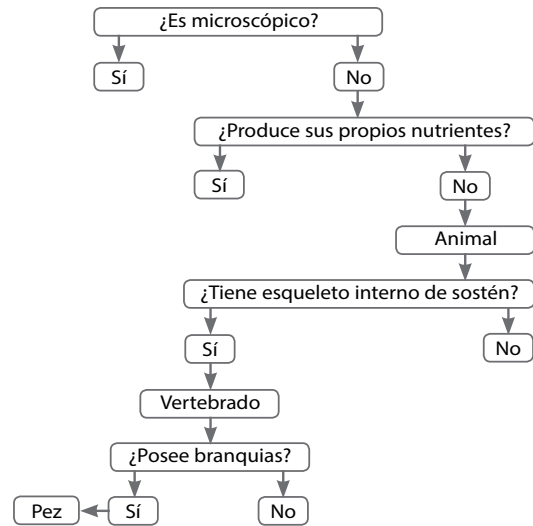 ¿Es microscópico?
Sí
No
¿Produce sus propios nutrientes?
Sí
No
Animal
¿Tiene esqueleto interno de sostén?
Sí
No
Vertebrado
¿Posee branquias?
Pez
Sí
No